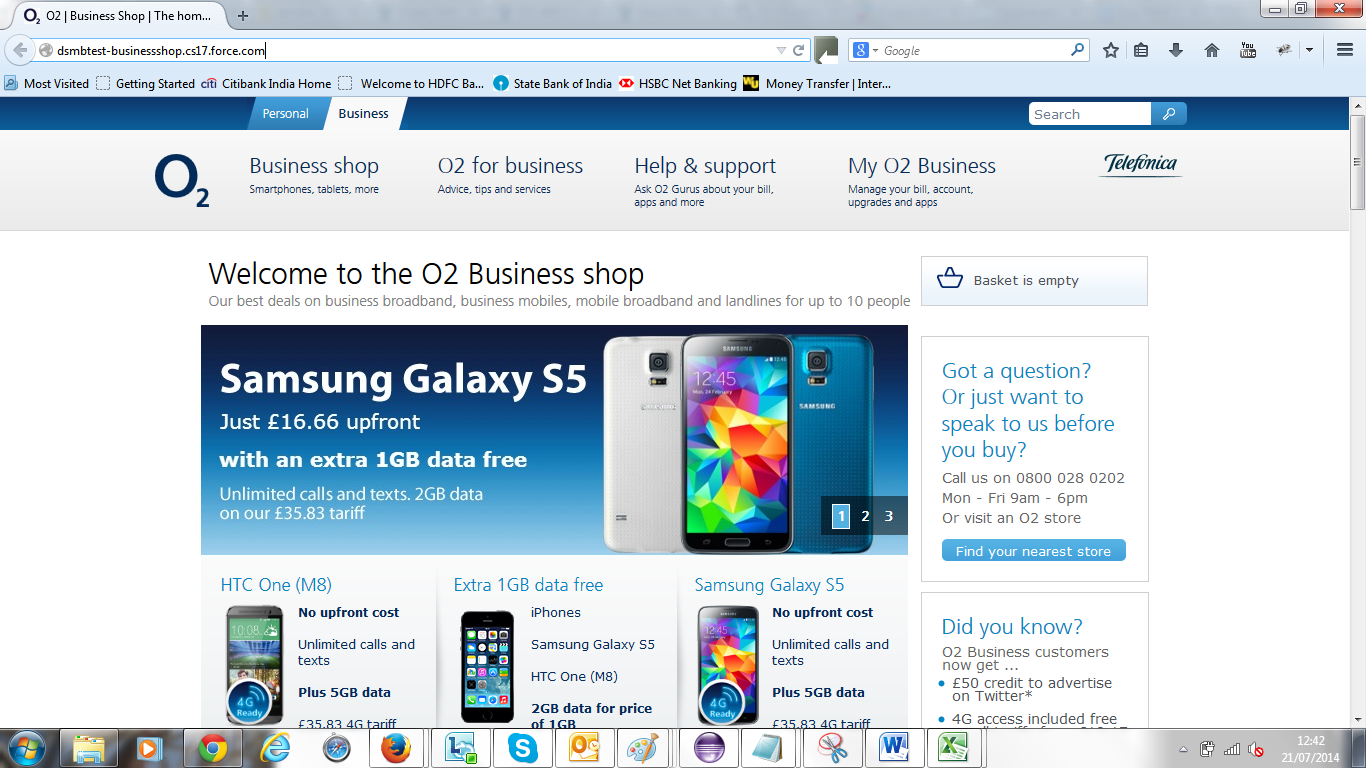 O2 | Business Shop | The hom...
dsmbtest-businessshop.cs17.force.com
Google
Most Visited Getting Started Citibank India Home Welcome to HDFC Ba... State Bank of India HSBC Net Banking Money Transfer | Inter...
Personal Business Search
O2
Business shop
Smartphones, tablets, more
O2 for business
Advice, tips and services
Help & support
Ask O2 Gurus about your bill,
apps and more
My O2 Business
Manage your bill, account,
upgrades and apps
Telefónica
Welcome to the O2 Business shop
Our best deals on business broadband, business mobiles, mobile broadband and landlines for up to 10 people
Basket is empty
Samsung Galaxy S5
Just £16.66 upfront
with an extra 1GB data free
Unlimited calls and texts. 2GB data
on our £35.83 tariff
SAMSUNG
SAMSUNG
SAMSUNG
12:45
1 2 3
Got a question?
Or just want to
speak to us before
you buy?
Call us on 0800 028 0202
Mon - Fri 9am - 6pm
Or visit an O2 store
Find your nearest store
HTC One (M8)
10:08
4G
Ready
No upfront cost
Unlimited calls and
texts
Plus 5GB data
£35.83 4G tariff
Extra 1GB data free
iPhones
Samsung Galaxy S5
HTC One (M8)
2GB data for price
of 1GB
Samsung Galaxy S5
12:45
4G
Ready
No upfront cost
Unlimited calls and
texts
Plus 5GB data
£35.83 4G tariff
Did you know?
O2 Business customers
now get ...
£50 credit to advertise
on Twitter*
4G access included free
12:42
21/07/2014